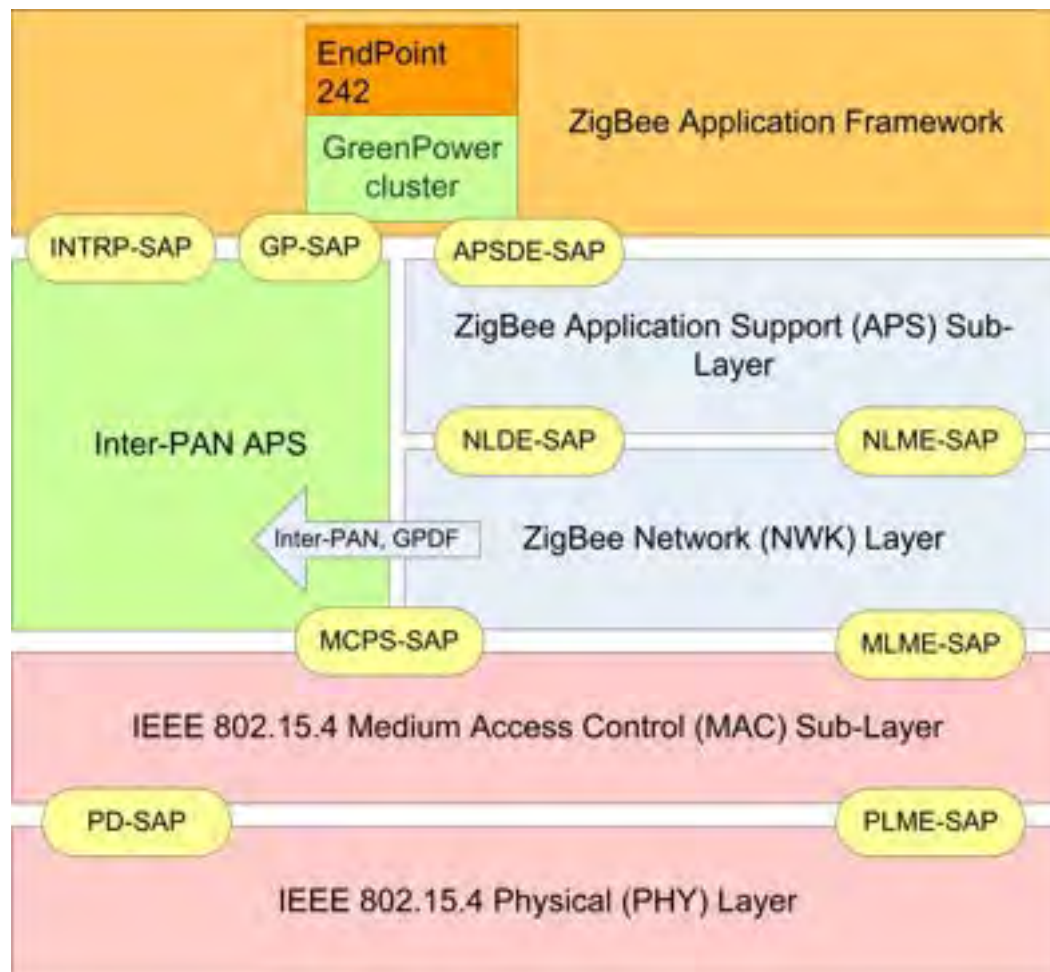 EndPoint
242
ZigBee Application Framework
GreenPower
cluster
INTRP-SAP
GP-SAP
APSDE-SAP
ZigBee Application Support (APS) Sub-
Layer
Inter-PAN APS
NLDE-SAP
NLME-SAP
Inter-PAN, GPDF
ZigBee Network (NWK) Layer
MCPS-SAP
MLME-SAP
IEEE 802.15.4 Medium Access Control (MAC) Sub-Layer
PD-SAP
PLME-SAP
IEEE 802.15.4 Physical (PHY) Layer